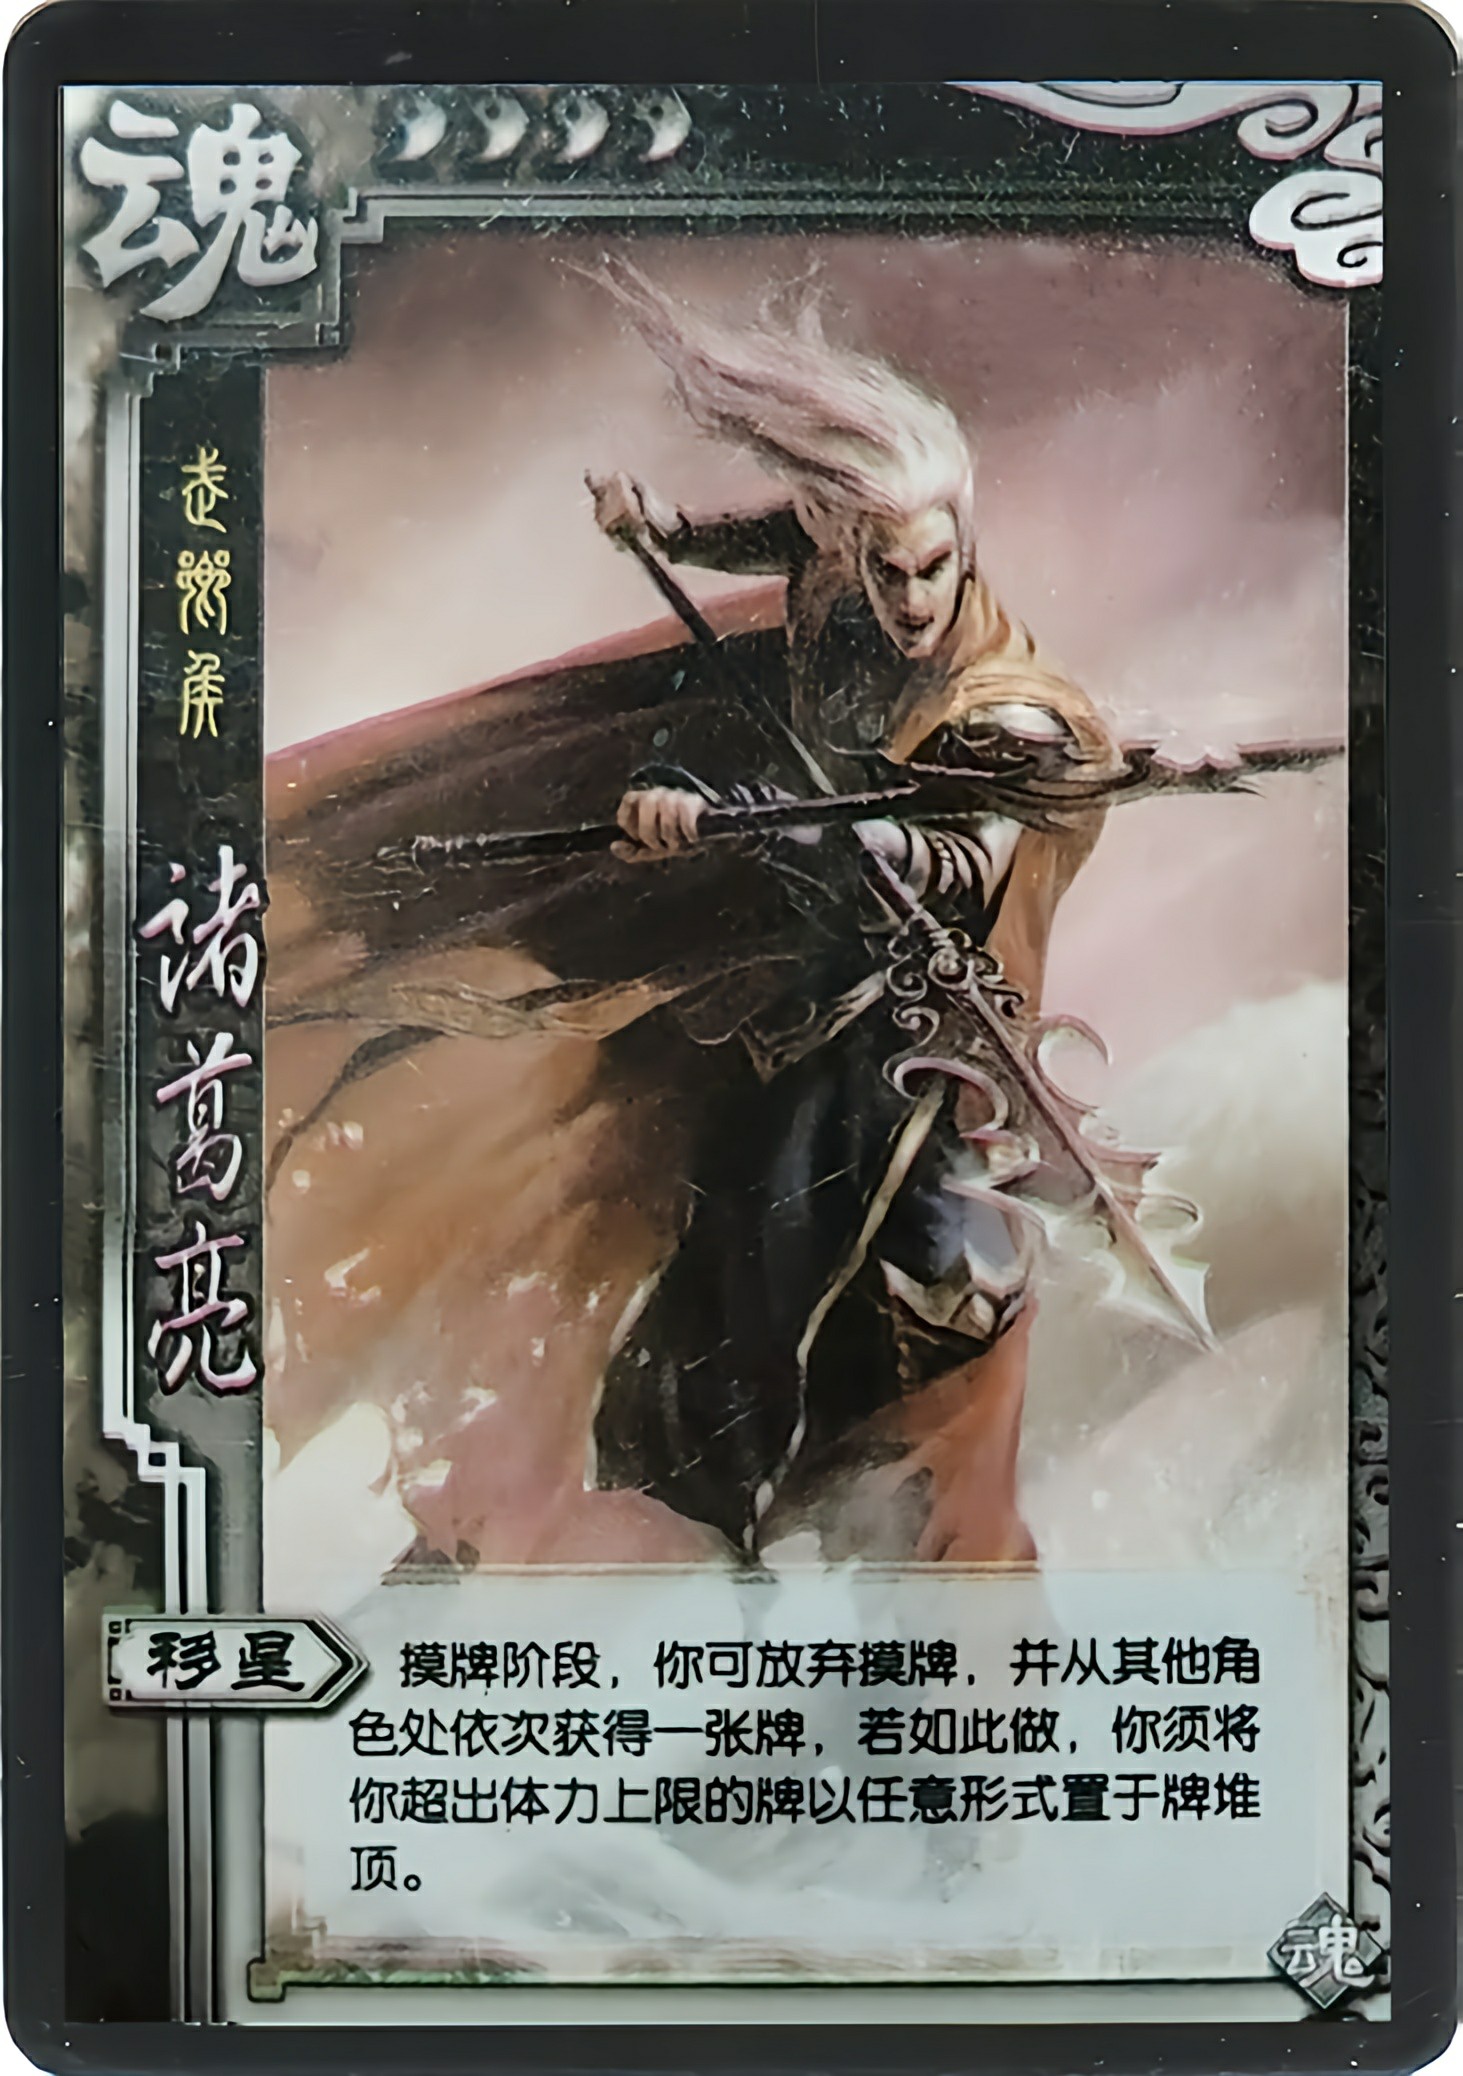 魂
武乡侯
诸葛亮
移星
摸牌阶段，你可放弃摸牌，并从其他角
色处依次获得一张牌，若如此做，你须将
你超出体力上限的牌以任意形式置于牌堆
顶。
魂